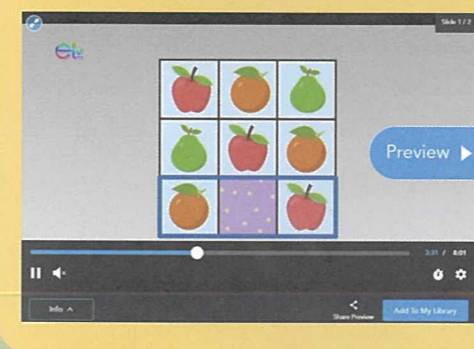 Slide 1 / 2
Preview
3:31 / 8:01
Info
Share Preview
Add To My Library